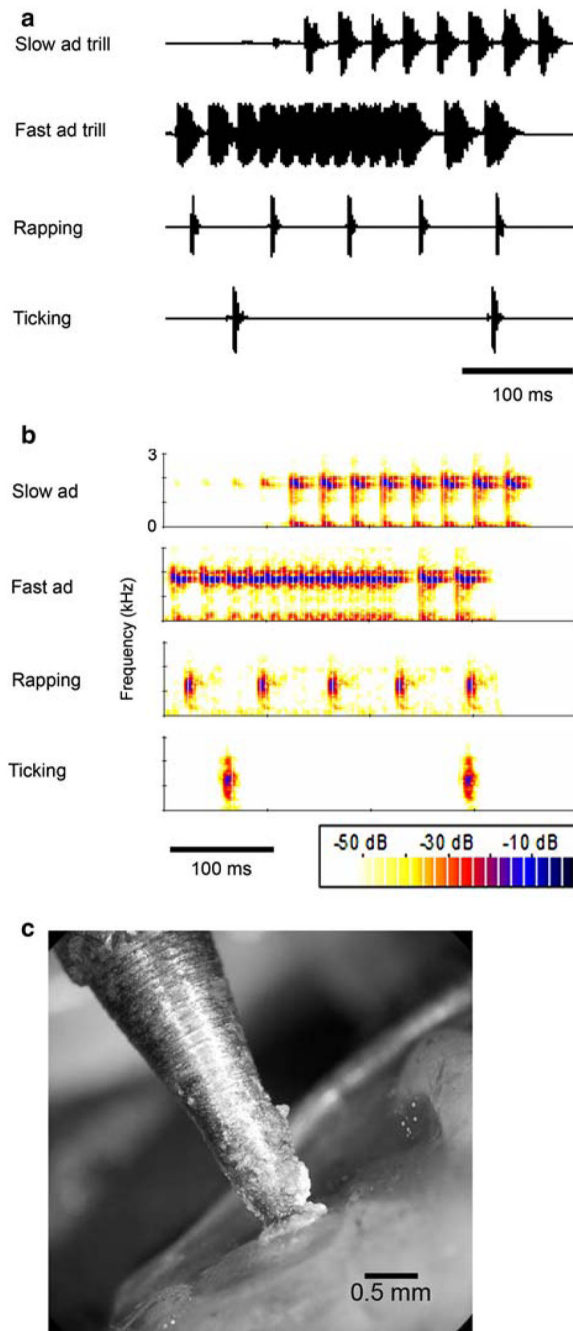 a
Slow ad trill
Fast ad trill
Rapping
Ticking
100 ms
b
3
Slow ad
0
Fast ad
Frequency (kHz)
Rapping
Ticking
100 ms
-50 dB -30 dB -10 dB
c
0.5 mm